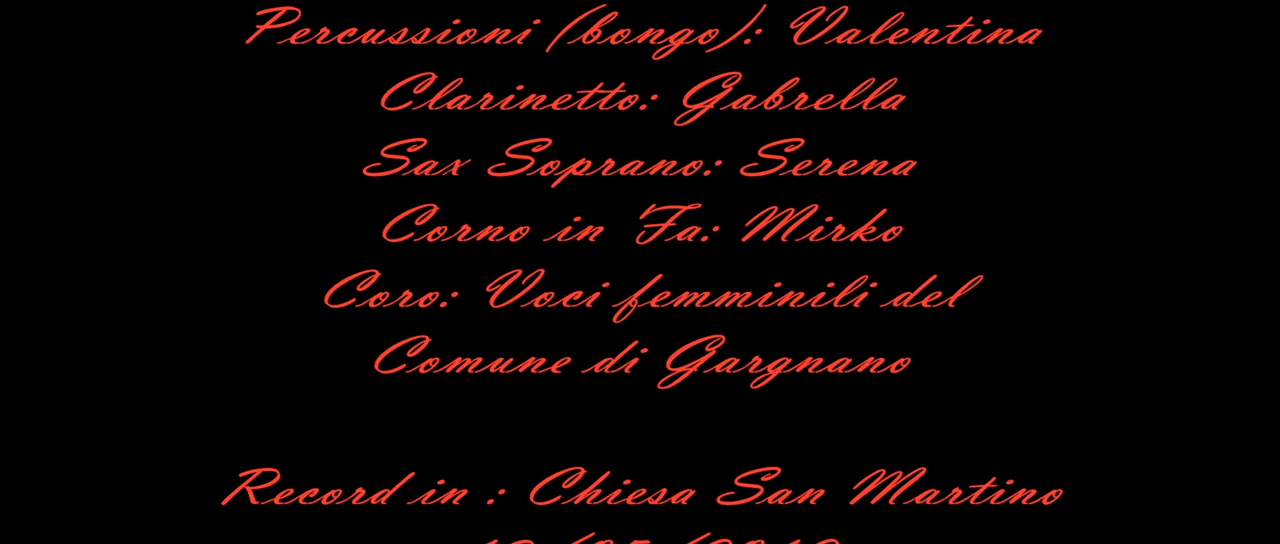 Percussioni (bongo): Valentina
Clarinetto: Gabrella
Sax Soprano: Serena
Corno in Fa: Mirko
Coro: Voci femminili del
Comune di Gargnano
Record in : Chiesa San Martino